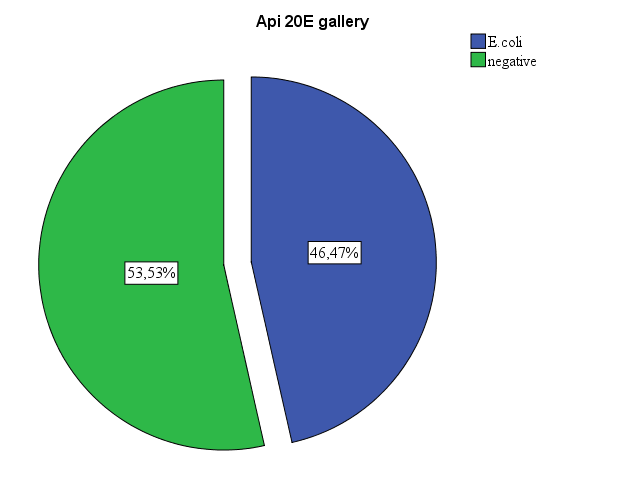 Api 20E gallery
E.coli
negative
46,47%
53,53%